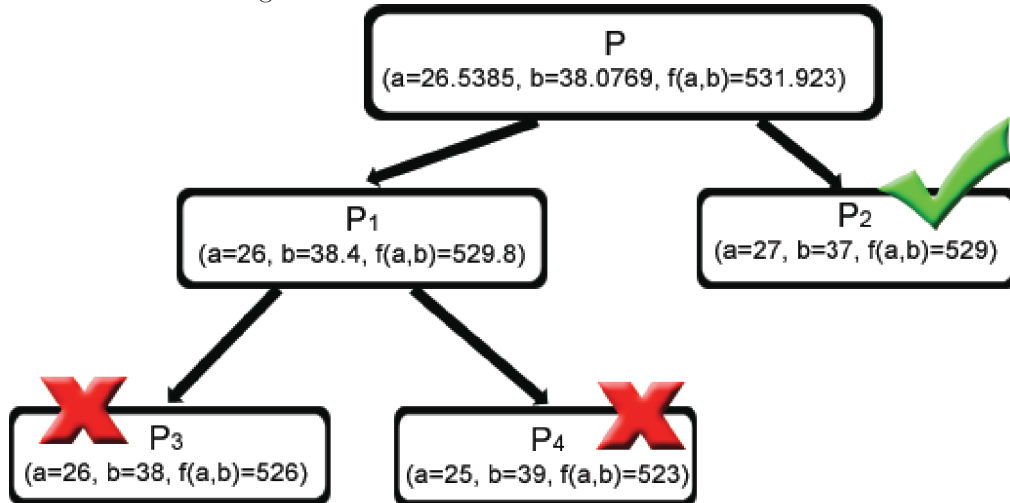 P
(a=26.5385, b=38.0769, f(a,b)=531.923)
P1
(a=26, b=38.4, f(a,b)=529.8)
P2
(a=27, b=37, f(a,b)=529)
P3
(a=26, b=38, f(a,b)=526)
P4
(a=25, b=39, f(a,b)=523)